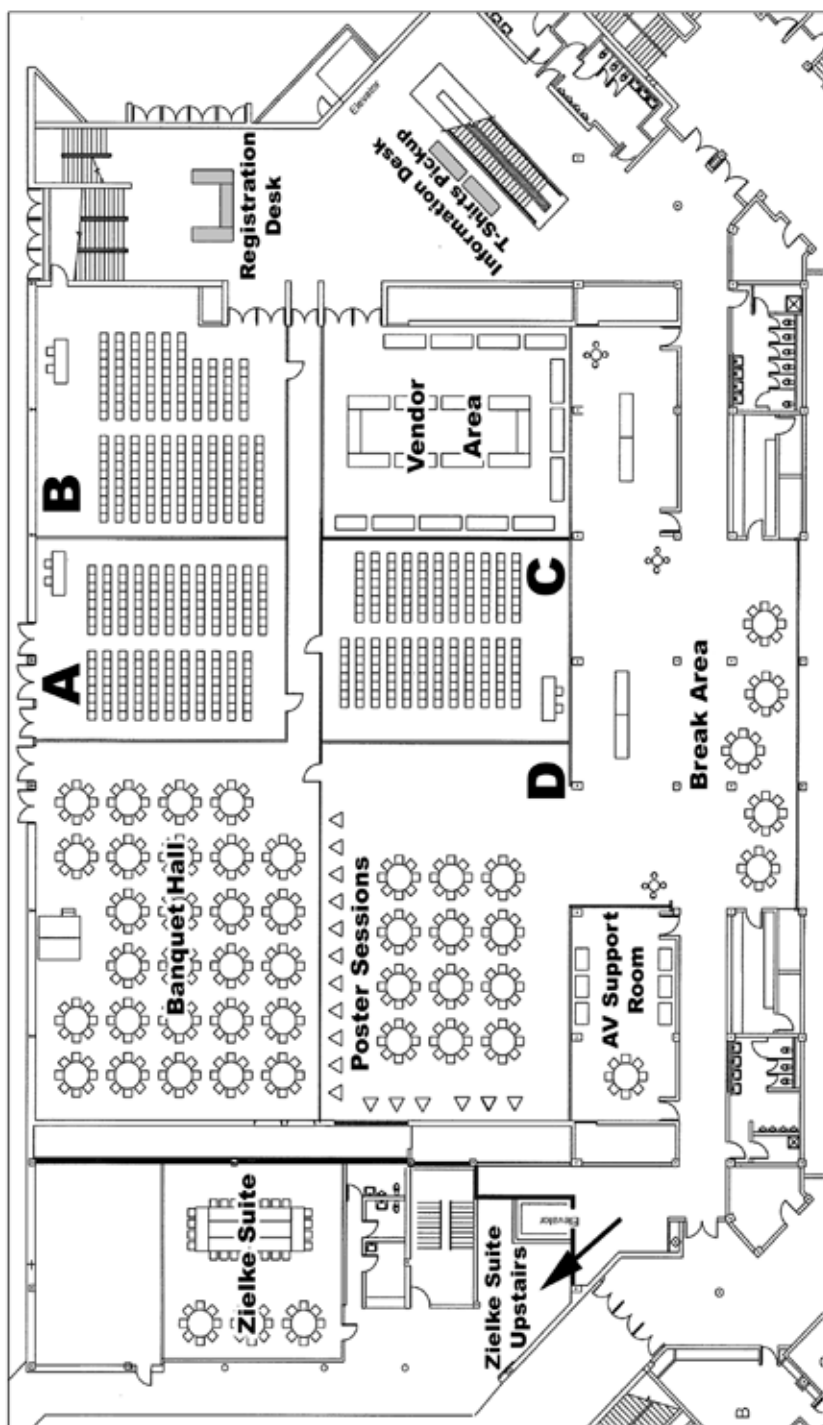 Elevator
Registration
Desk
Information Desk
T-Shirts Pickup
B
Vendor
Area
A
C
Banquet Hall
Poster Sessions
D
Break Area
AV Support
Room
Zielke Suite
Elevator
Zielke Suite
Upstairs
B